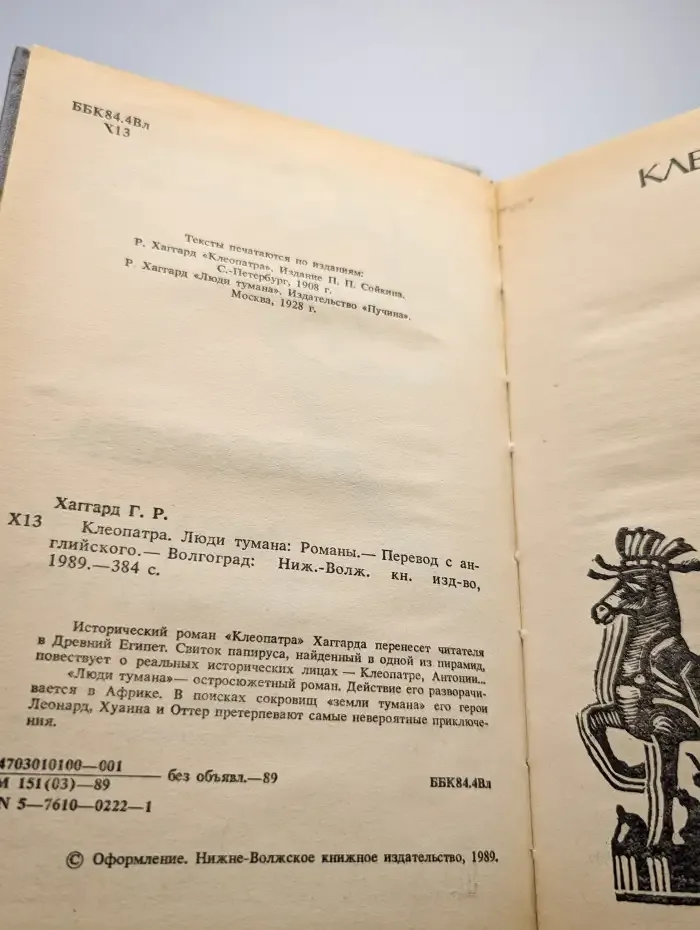 ББК84.4Вл
Х13
Тексты печатаются по изданиям:
Р. Хаггард «Клеопатра». Издание П. П. Сойкина.
С.-Петербург, 1908 г.
Р. Хаггард «Люди тумана». Издательство «Пучина».
Москва, 1928 г.
Хаггард Г. Р.
Х13 Клеопатра. Люди тумана: Романы.— Перевод с ан-
глийского.— Волгоград: Ниж.-Волж. кн. изд-во,
1989.—384 с.
Исторический роман «Клеопатра» Хаггарда перенесет читателя
в Древний Египет. Свиток папируса, найденный в одной из пирамид,
повествует о реальных исторических лицах — Клеопатре, Антонии...
«Люди тумана»— остросюжетный роман. Действие его разворачи-
вается в Африке. В поисках сокровищ «земли тумана» его герои
Леонард, Хуанна и Оттер претерпевают самые невероятные приключе-
ния.
4703010100—001
М 151(03)—89 без объявл.—89 ББК84.4Вл
N 5—7610—0222—1
© Оформление. Нижне-Волжское книжное издательство, 1989.
КЛЕ